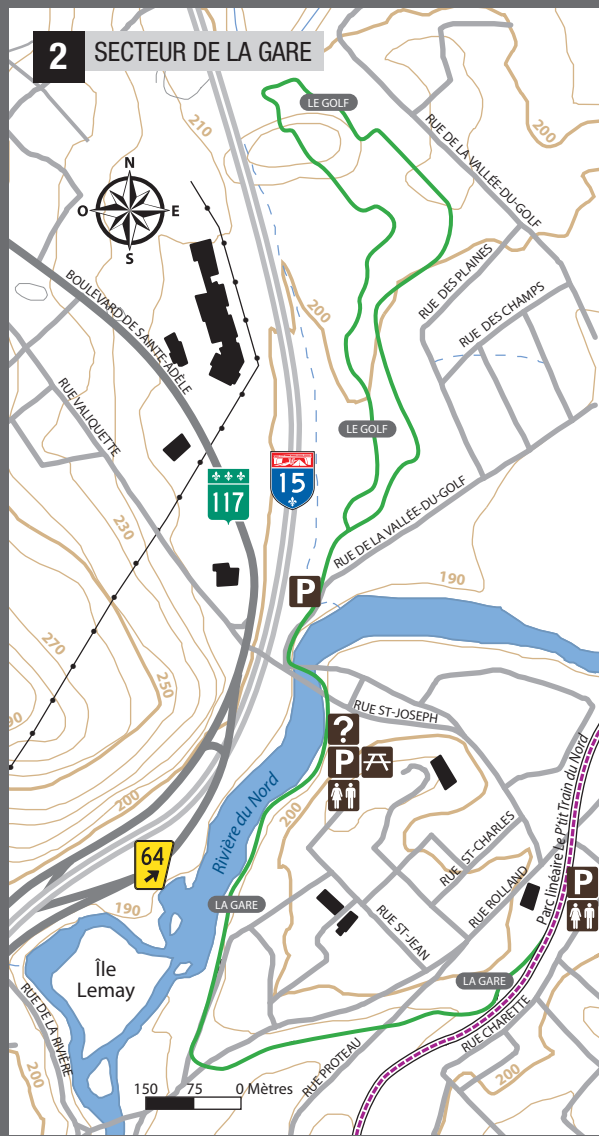 2 SECTEUR DE LA GARE
LE GOLF
210
200
RUE DE LA VALLÉE-DU-GOLF
N
O E
S
200
RUE DES PLAINES
RUE DES CHAMPS
BOULEVARD DE SAINTE-ADÈLE
RUE VALIQUETTE
LE GOLF
15
117
RUE DE LA VALLÉE-DU-GOLF
230
P
190
200
270
250
90
RUE ST-JOSEPH
?
P
Parc linéaire Le P'tit Train du Nord
200
Rivière du Nord
200
64
RUE ST-CHARLES
RUE ROLLAND
P
LA GARE
190
RUE ST-JEAN
Île
Lemay
LA GARE
RUE DE LA RIVIÈRE
RUE CHARETTE
RUE PROTEAU
200
200
150 75 0 Mètres